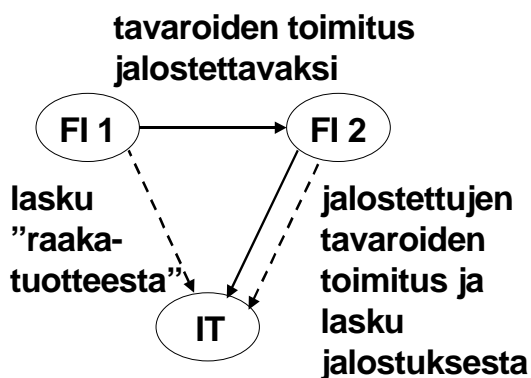 tavaroiden toimitus
jalostettavaksi
FI 1
FI 2
lasku
”raaka-
tuotteesta”
jalostettujen
tavaroiden
toimitus ja
lasku
jalostuksesta
IT